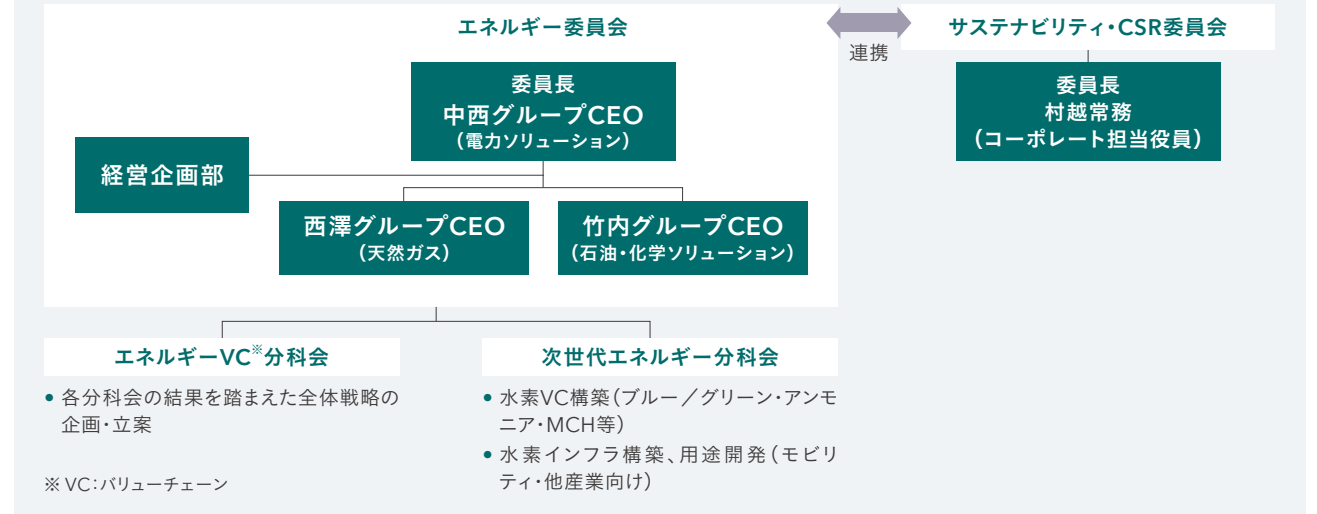 エネルギー委員会
連携
サステナビリティ・CSR委員会
委員長
中西グループCEO
（電力ソリューション）
委員長
村越常務
（コーポレート担当役員）
経営企画部
西澤グループCEO
（天然ガス）
竹内グループCEO
（石油・化学ソリューション）
エネルギーVC※分科会
● 各分科会の結果を踏まえた全体戦略の
企画・立案
※ VC：バリューチェーン
次世代エネルギー分科会
● 水素VC構築（ブルー／グリーン・アンモ
ニア・MCH等）
● 水素インフラ構築、用途開発（モビリ
ティ・他産業向け）